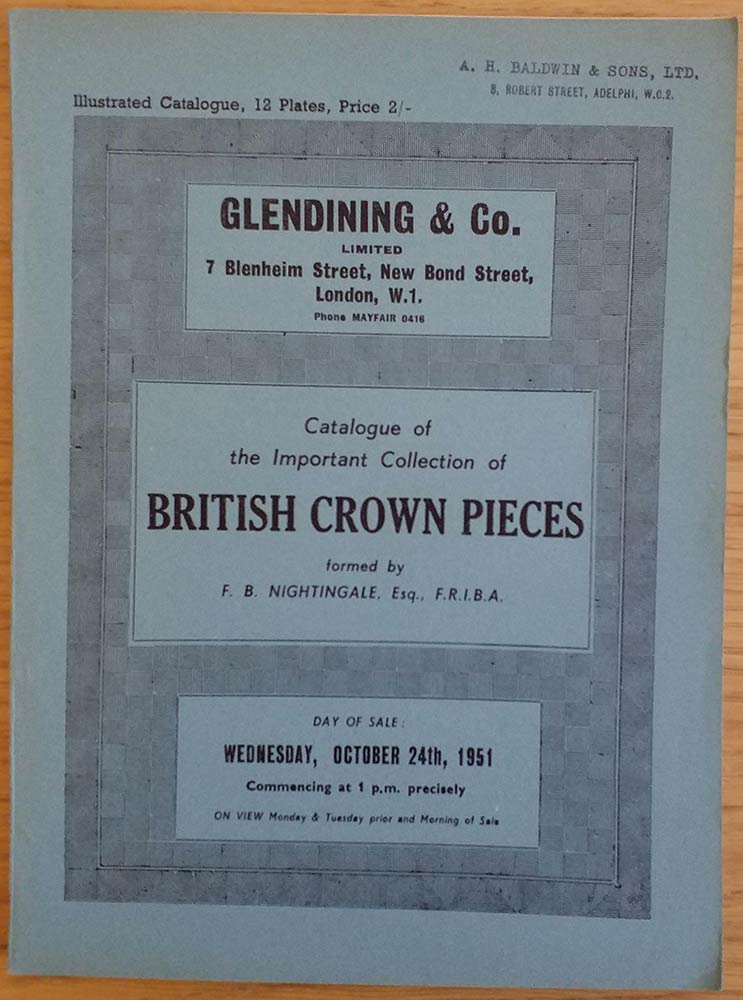 A. H. BALDWIN & SONS, LTD.
5, ROBERT STREET, ADELPHI, W.C.2.
Illustrated Catalogue, 12 Plates, Price 2/-
GLENDINING & Co.
LIMITED
7 Blenheim Street, New Bond Street,
London, W.1.
Phone MAYFAIR 0416
Catalogue of
the Important Collection of
BRITISH CROWN PIECES
formed by
F. B. NIGHTINGALE, Esq., F.R.I.B.A.
DAY OF SALE:
WEDNESDAY, OCTOBER 24th, 1951
Commencing at 1 p.m. precisely
ON VIEW Monday & Tuesday prior and Morning of Sale